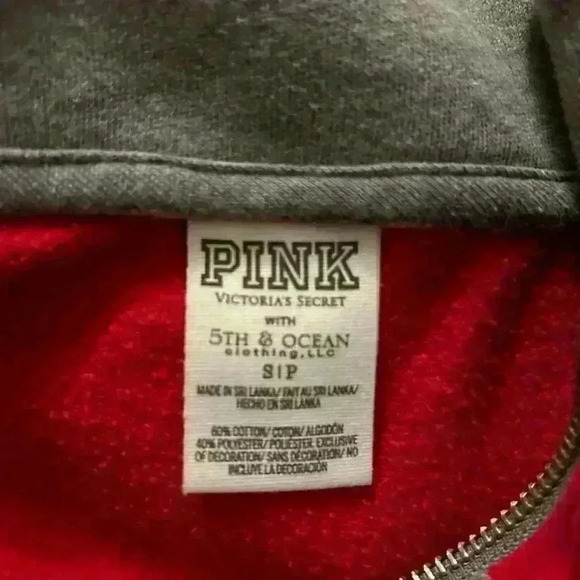 PINK
VICTORIA'S SECRET
WITH
5TH & OCEAN
clothing, LLC
S|P
MADE IN SRI LANKA/ FAIT AU SRI LANKA/
HECHO EN SRI LANKA
60% COTTON/ COTON/ ALGODÓN
40% POLYESTER/ POLIESTER EXCLUSIVE
OF DECORATION/ SANS DÉCORATION/ NO
INCLUYE LA DECORACIÓN